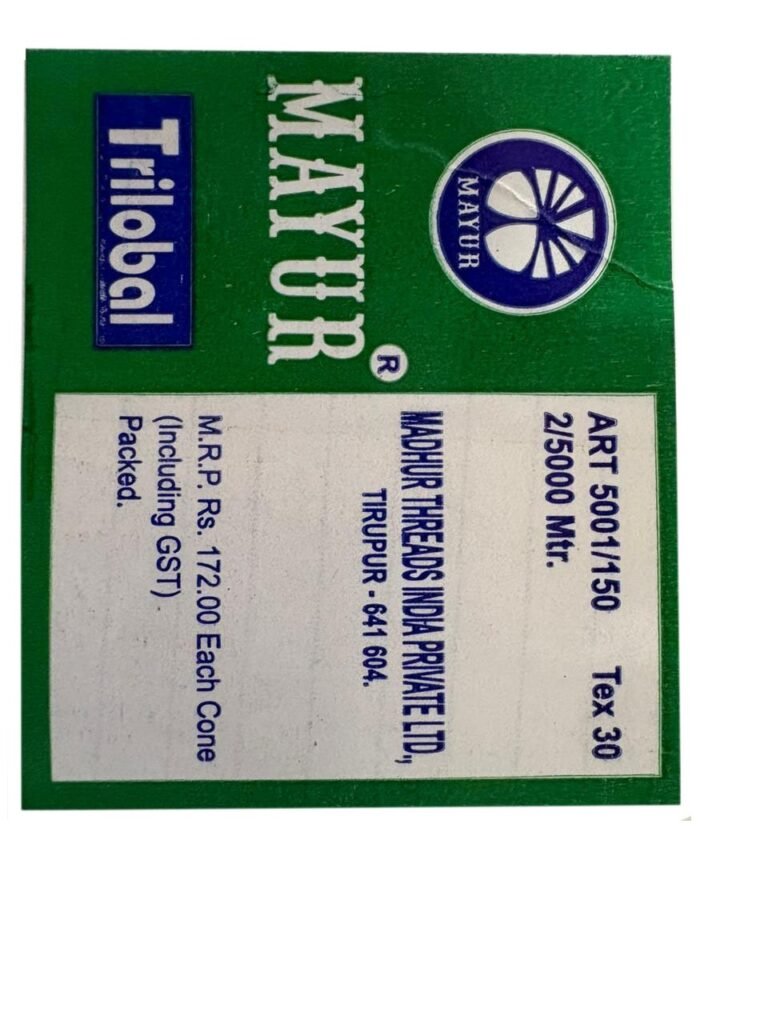 MAYUR
MAYUR ®
Trilobal
ART 5001/150 Tex 30
2/5000 Mtr.
MADHUR THREADS INDIA PRIVATE LTD.,
TIRUPUR - 641 604.
M.R.P. Rs. 172.00 Each Cone
(Including GST)
Packed.